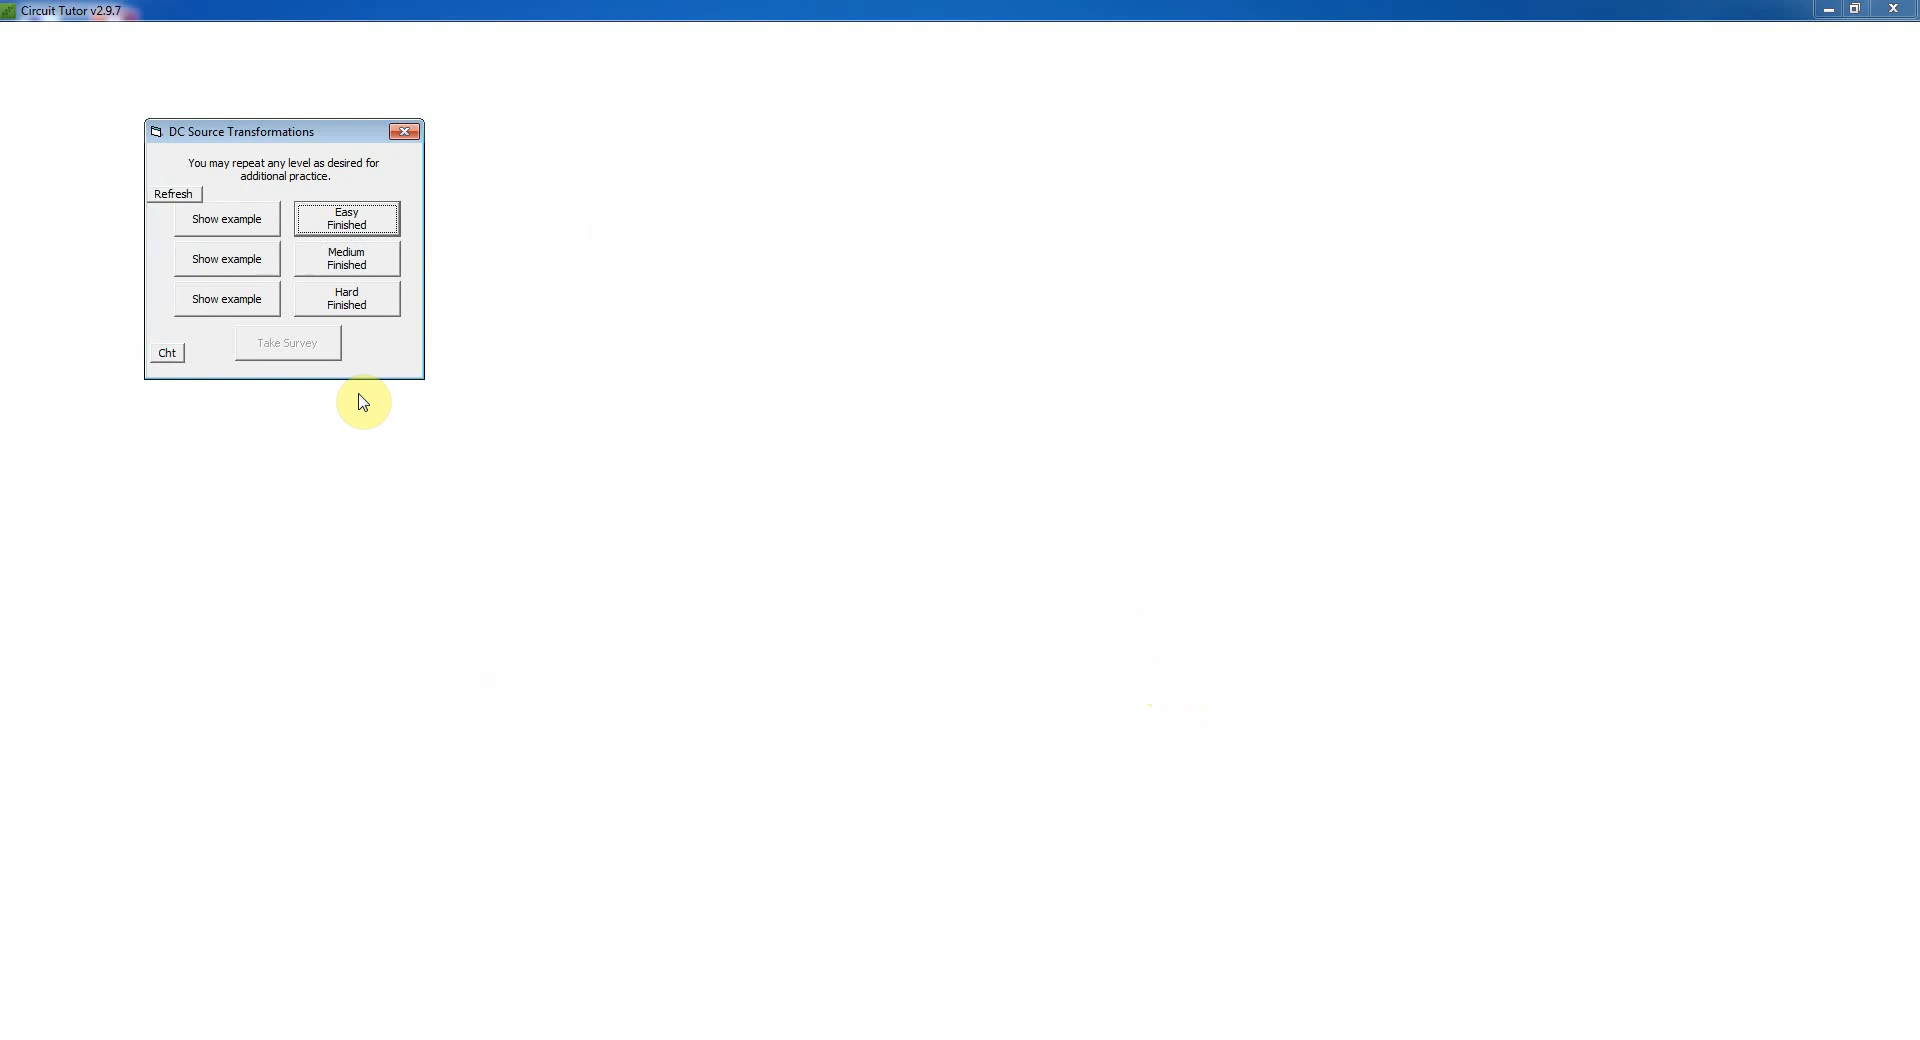 Circuit Tutor v2.9.7
DC Source Transformations
You may repeat any level as desired for
additional practice.
Refresh
Show example
Easy
Finished
Show example
Medium
Finished
Show example
Hard
Finished
Take Survey
Cht